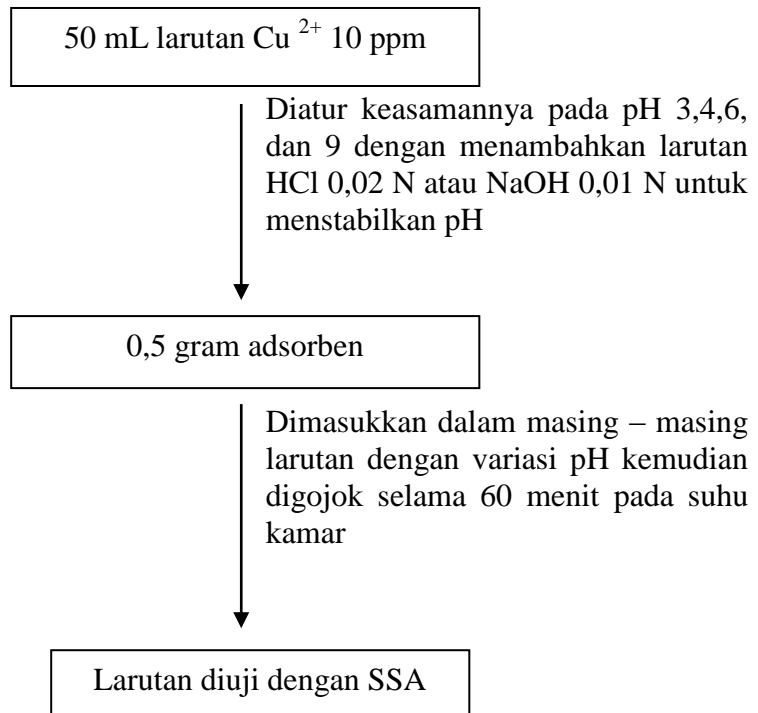 50 mL larutan Cu ²⁺ 10 ppm
Diatur keasamannya pada pH 3,4,6,
dan 9 dengan menambahkan larutan
HCl 0,02 N atau NaOH 0,01 N untuk
menstabilkan pH
0,5 gram adsorben
Dimasukkan dalam masing – masing
larutan dengan variasi pH kemudian
digojok selama 60 menit pada suhu
kamar
Larutan diuji dengan SSA